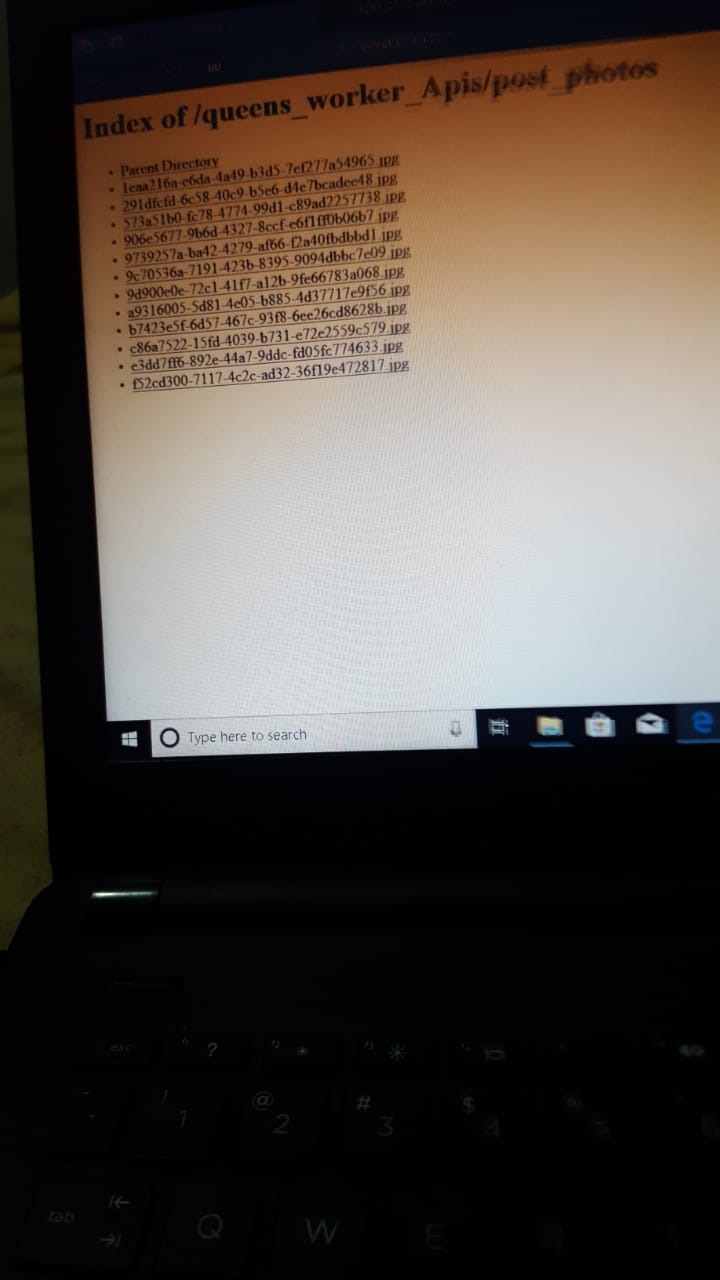 Index of /queens_worker_Apis/post_photos
Parent Directory
1eaa216a-e6da-4a49-b3d5-7ef277a54965.jpg
291dfcfd-6c58-40c9-b5e6-d4e7bcadee48.jpg
573a51b0-fc78-4774-99d1-c89ad2257738.jpg
906e5677-9b6d-4327-8ccf-e6f1ff0b06b7.jpg
9739257a-ba42-4279-af66-f2a40fbdbbd1.jpg
9c70536a-7191-423b-8395-9094dbbc7e09.jpg
9d900e0e-72c1-41f7-a12b-9fe66783a068.jpg
a9316005-5d81-4e05-b885-4d37717e9f56.jpg
b7423e5f-6d57-467c-93f8-6ee26cd8628b.jpg
c86a7522-15fd-4039-b731-e72e2559c579.jpg
e3dd7ff6-892e-44a7-9ddc-fd05fc774633.jpg
f52cd300-7117-4c2c-ad32-36f19e472817.jpg
Type here to search
esc ?
! @ # $
1 2 3 4
tab Q W E